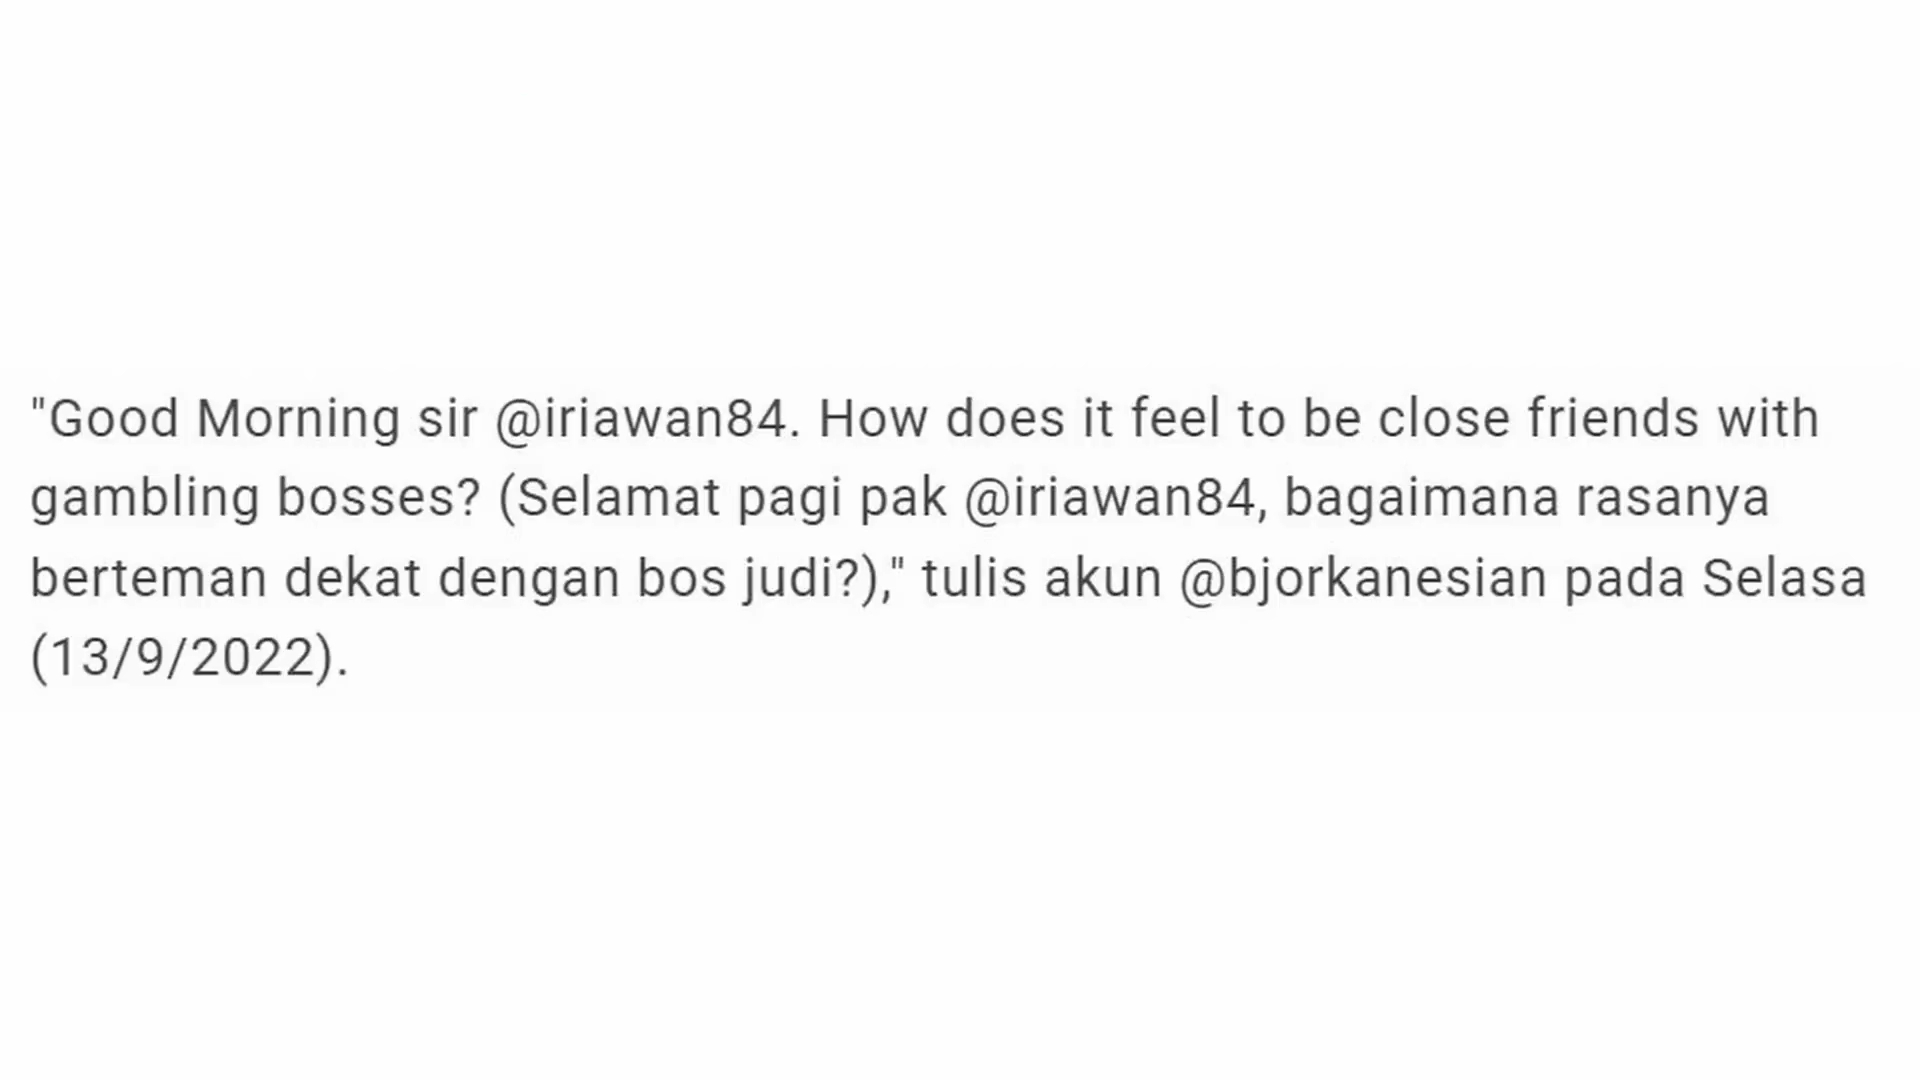 "Good Morning sir @iriawan84. How does it feel to be close friends with
gambling bosses? (Selamat pagi pak @iriawan84, bagaimana rasanya
berteman dekat dengan bos judi?)," tulis akun @bjorkanesian pada Selasa
(13/9/2022).